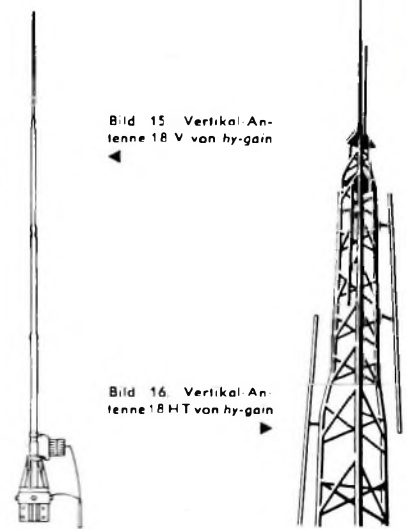 Bild 15 Vertikal-An-
tenne 18 V von hy-gain
◄
Bild 16. Vertikal-An-
tenne 18 HT von hy-gain
►